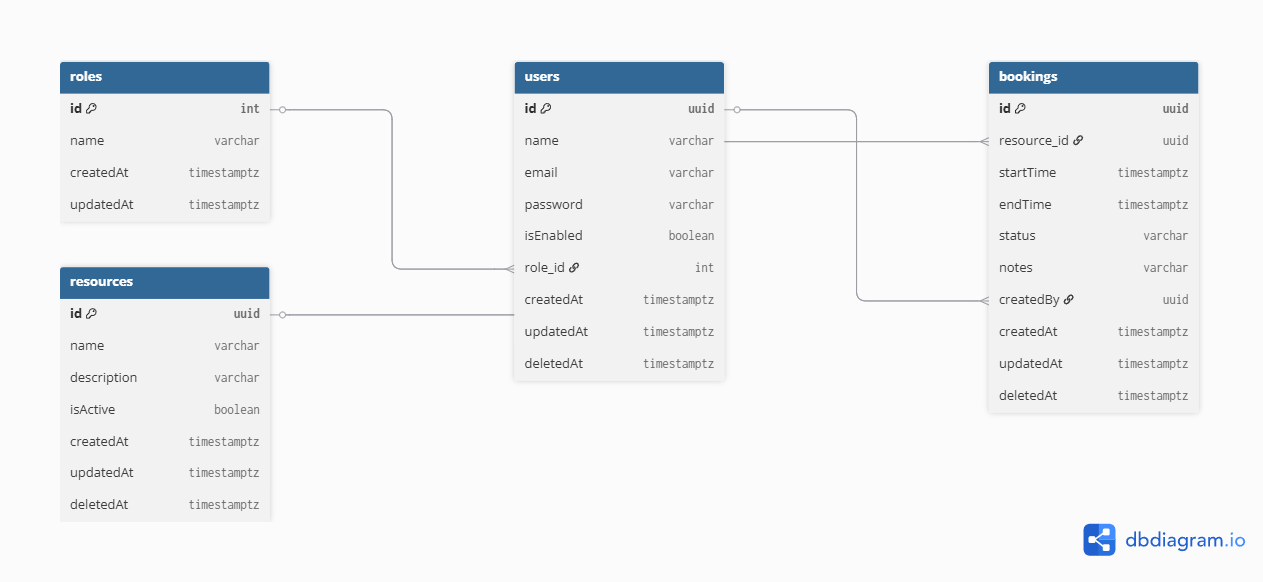 roles
id int
name varchar
createdAt timestamptz
updatedAt timestamptz
resources
id uuid
name varchar
description varchar
isActive boolean
createdAt timestamptz
updatedAt timestamptz
deletedAt timestamptz
users
id uuid
name varchar
email varchar
password varchar
isEnabled boolean
role_id int
createdAt timestamptz
updatedAt timestamptz
deletedAt timestamptz
bookings
id uuid
resource_id uuid
startTime timestamptz
endTime timestamptz
status varchar
notes varchar
createdBy uuid
createdAt timestamptz
updatedAt timestamptz
deletedAt timestamptz
dbdiagram.io